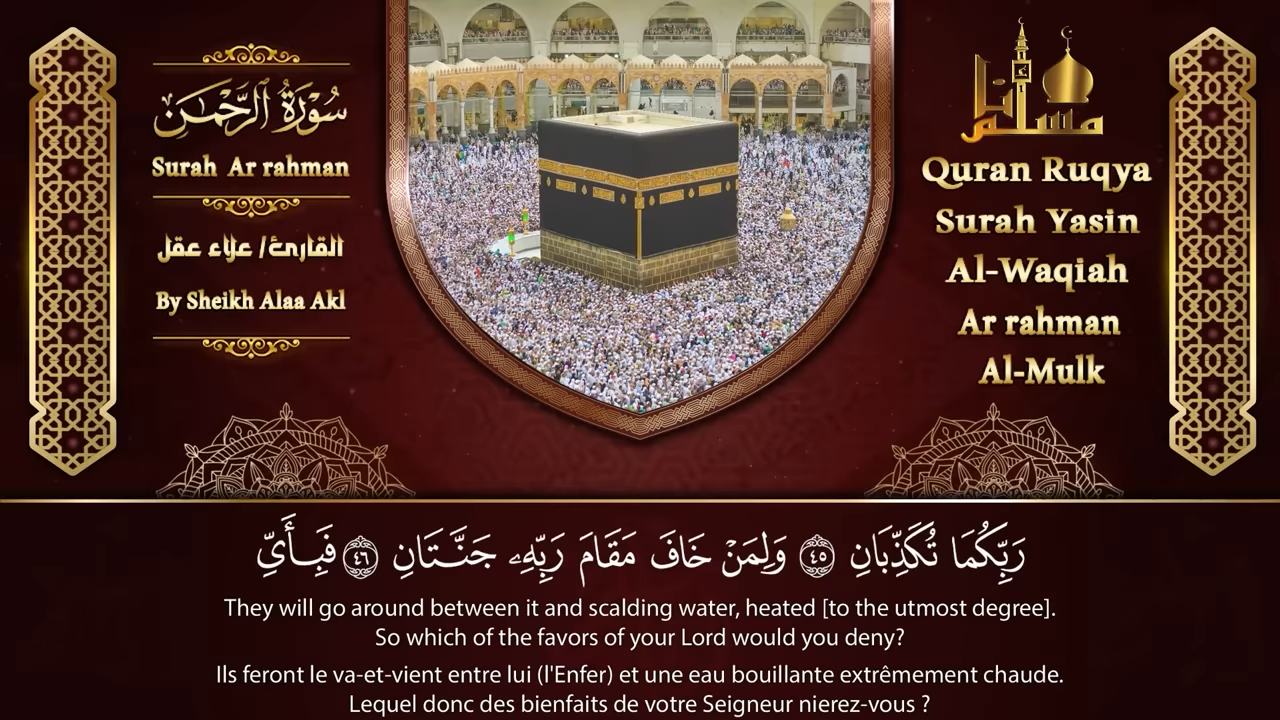 سُوْرَةُ الرَّحْمٰنْ
Surah Ar rahman
القارئ/ علاء عقل
By Sheikh Alaa Akl
أنا
مسلم
Quran Ruqya
Surah Yasin
Al-Waqiah
Ar rahman
Al-Mulk
رَبِّكُمَا تُكَذِّبَانِ ٤٥ وَلِمَنْ خَافَ مَقَامَ رَبِّهِۦ جَنَّتَانِ ٤٦ فَبِأَيِّ
They will go around between it and scalding water, heated [to the utmost degree].
So which of the favors of your Lord would you deny?
Ils feront le va-et-vient entre lui (l'Enfer) et une eau bouillante extrêmement chaude.
Lequel donc des bienfaits de votre Seigneur nierez-vous ?